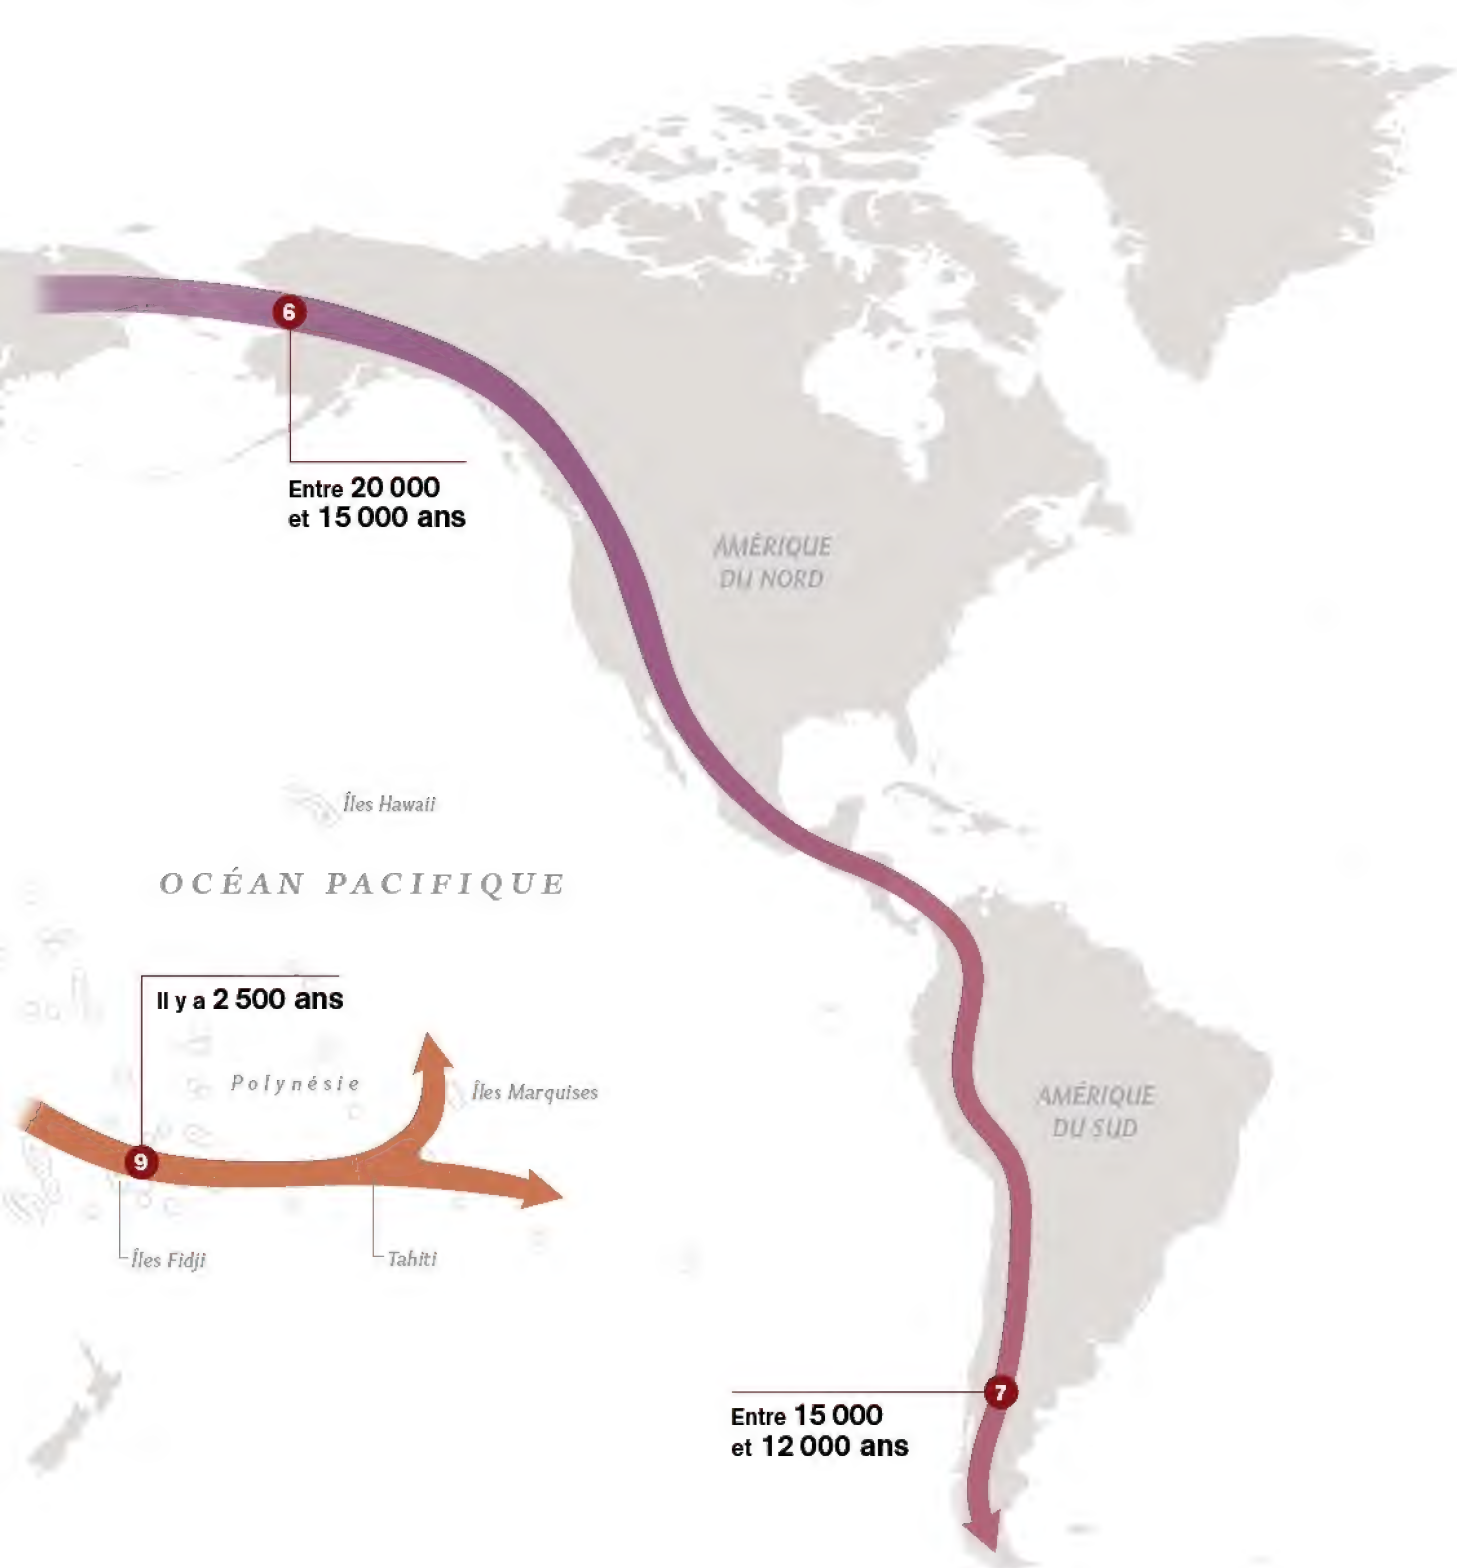 6
Entre 20 000
et 15 000 ans
AMÉRIQUE
DU NORD
Îles Hawaii
OCÉAN PACIFIQUE
Il y a 2 500 ans
Polynésie
Îles Marquises
AMÉRIQUE
DU SUD
9
Îles Fidji
Tahiti
7
Entre 15 000
et 12 000 ans